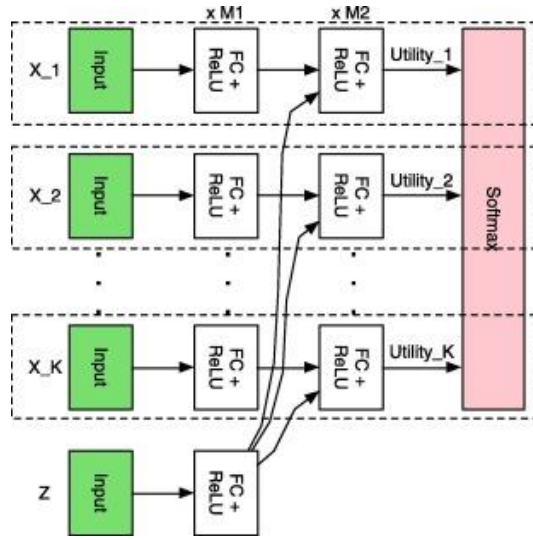 x M1
x M2
X_1
Input
FC +
ReLU
FC +
ReLU
Utility_1
X_2
Input
FC +
ReLU
FC +
ReLU
Utility_2
Softmax
X_K
Input
FC +
ReLU
FC +
ReLU
Utility_K
Z
Input
FC +
ReLU